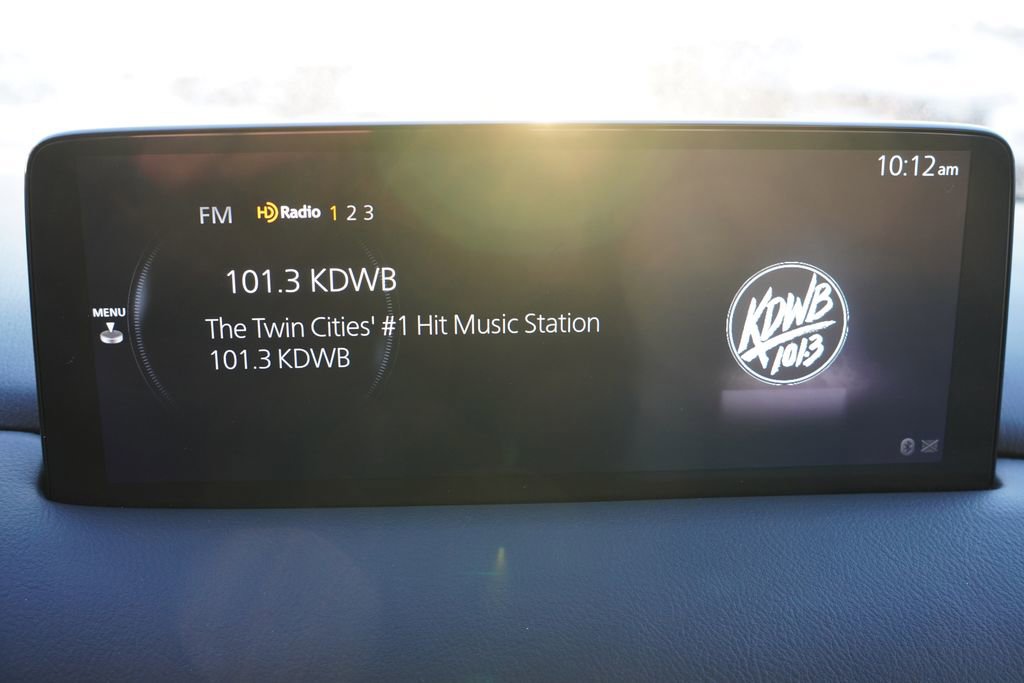 10:12am
FM HD Radio 1 2 3
101.3 KDWB
MENU
The Twin Cities' #1 Hit Music Station
101.3 KDWB
KDWB
101.3